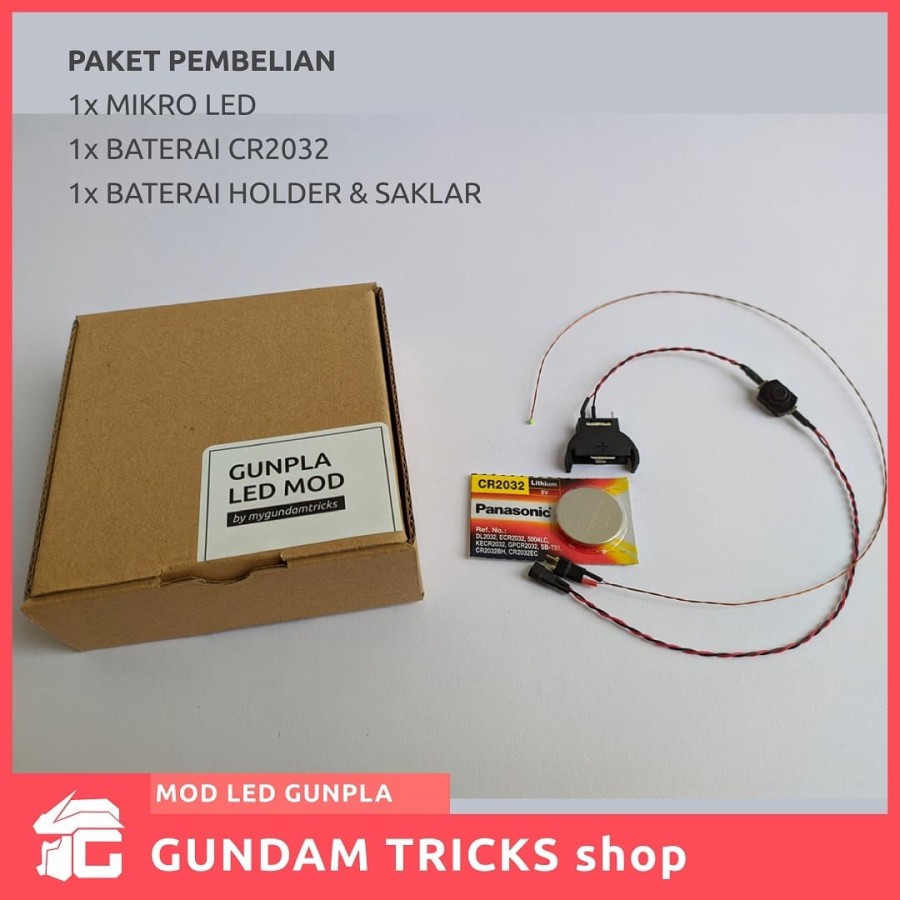 PAKET PEMBELIAN
1x MIKRO LED
1x BATERAI CR2032
1x BATERAI HOLDER & SAKLAR
GUNPLA
LED MOD
by mygundamtricks
CR2032 Lithium
3V
Panasonic
Ref. No.:
DL2032, ECR2032, 5004LC,
KECR2032, GPCR2032, SB-T51,
CR2032BH, CR2032EC
MOD LED GUNPLA
GUNDAM TRICKS shop